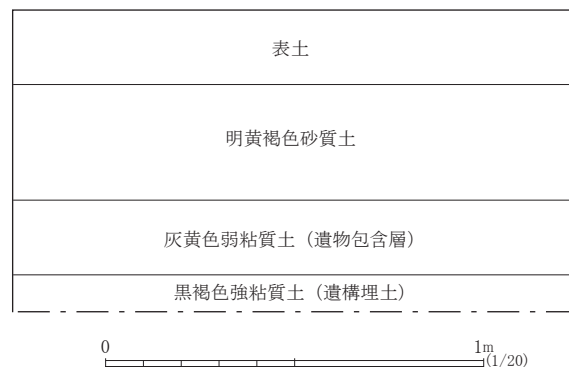 表土
明黄褐色砂質土
灰黄色弱粘質土（遺物包含層）
黒褐色強粘質土（遺構埋土）
0 1m
(1/20)